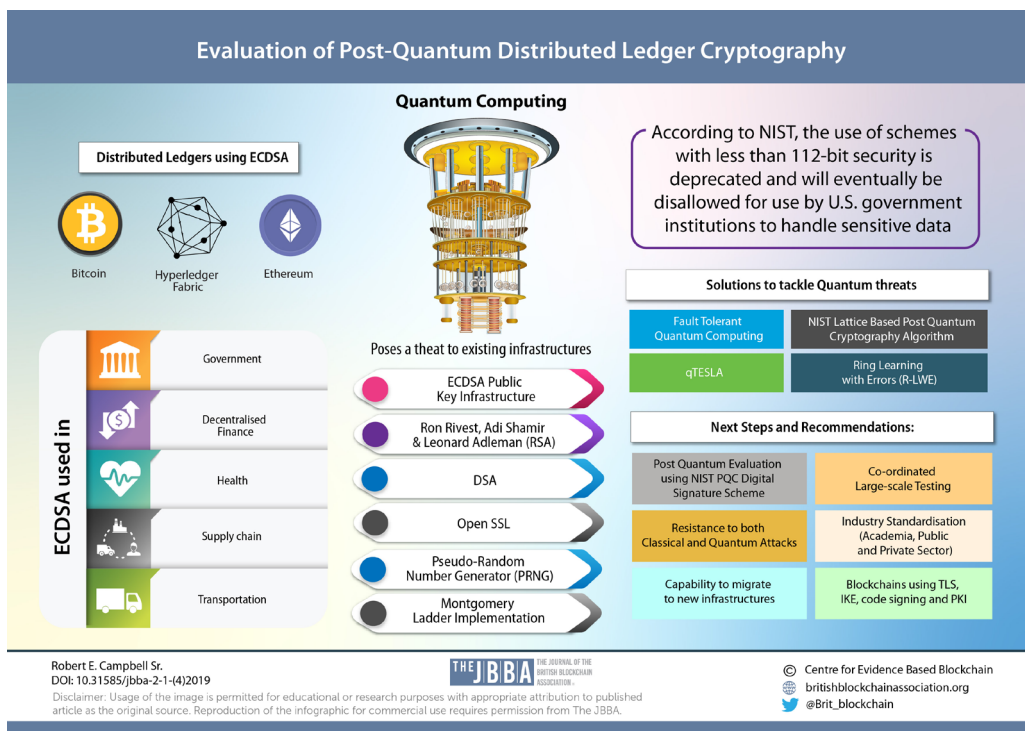 Evaluation of Post-Quantum Distributed Ledger Cryptography
Distributed Ledgers using ECDSA
Bitcoin
Hyperledger
Fabric
Ethereum
ECDSA used in
Government
Decentralised
Finance
Health
Supply chain
Transportation
Quantum Computing
Poses a threat to existing infrastructures
ECDSA Public
Key Infrastructure
Ron Rivest, Adi Shamir
& Leonard Adleman (RSA)
DSA
Open SSL
Pseudo-Random
Number Generator (PRNG)
Montgomery
Ladder Implementation
According to NIST, the use of schemes
with less than 112-bit security is
deprecated and will eventually be
disallowed for use by U.S. government
institutions to handle sensitive data
Solutions to tackle Quantum threats
Fault Tolerant
Quantum Computing
NIST Lattice Based Post Quantum
Cryptography Algorithm
qTESLA
Ring Learning
with Errors (R-LWE)
Next Steps and Recommendations:
Post Quantum Evaluation
using NIST PQC Digital
Signature Scheme
Co-ordinated
Large-scale Testing
Resistance to both
Classical and Quantum Attacks
Industry Standardisation
(Academia, Public
and Private Sector)
Capability to migrate
to new infrastructures
Blockchains using TLS,
IKE, code signing and PKI
Robert E. Campbell Sr.
DOI: 10.31585/jbba-2-1-(4)2019
Disclaimer: Usage of the image is permitted for educational or research purposes with appropriate attribution to published
article as the original source. Reproduction of the infographic for commercial use requires permission from The JBBA.
THE JBBA
THE JOURNAL OF THE
BRITISH BLOCKCHAIN
ASSOCIATION
© Centre for Evidence Based Blockchain
britishblockchainassociation.org
@Brit_blockchain